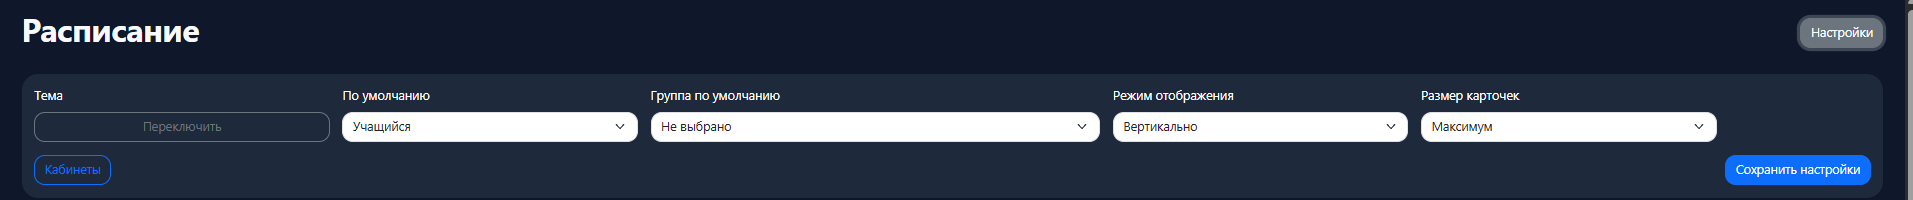 Расписание
Настройки
Тема
По умолчанию
Группа по умолчанию
Режим отображения
Размер карточек
Переключить
Учащийся
Не выбрано
Вертикально
Максимум
Кабинеты
Сохранить настройки